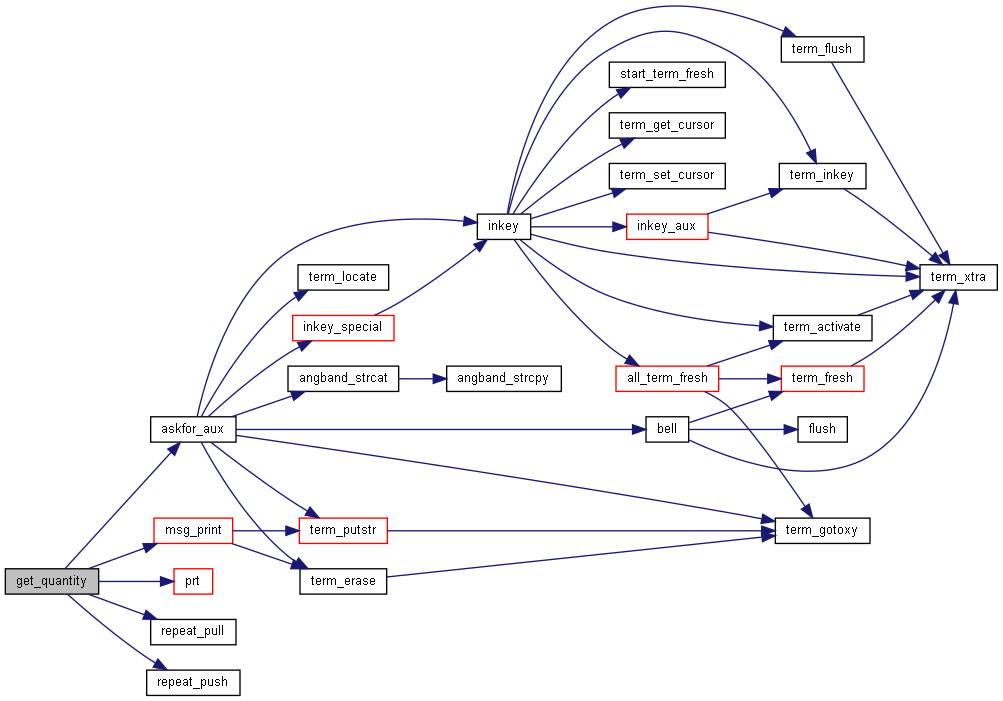 term_flush
start_term_fresh
term_get_cursor
term_set_cursor
term_inkey
inkey
inkey_aux
term_locate
term_xtra
inkey_special
term_activate
angband_strcat
angband_strcpy
all_term_fresh
term_fresh
askfor_aux
bell
flush
msg_print
term_putstr
term_gotoxy
get_quantity
prt
term_erase
repeat_pull
repeat_push